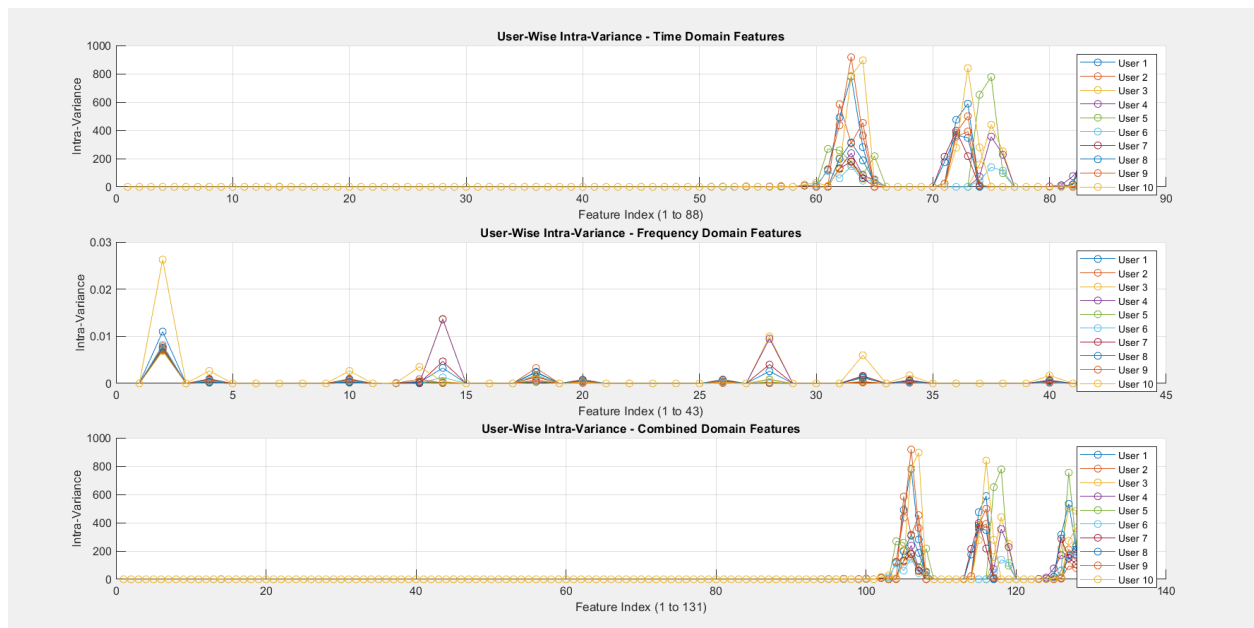 User-Wise Intra-Variance - Time Domain Features
Intra-Variance
1000
800
600
400
200
0
0 10 20 30 40 50 60 70 80 90
Feature Index (1 to 88)
User 1
User 2
User 3
User 4
User 5
User 6
User 7
User 8
User 9
User 10
User-Wise Intra-Variance - Frequency Domain Features
Intra-Variance
0.03
0.02
0.01
0
0 5 10 15 20 25 30 35 40 45
Feature Index (1 to 43)
User 1
User 2
User 3
User 4
User 5
User 6
User 7
User 8
User 9
User 10
User-Wise Intra-Variance - Combined Domain Features
Intra-Variance
1000
800
600
400
200
0
0 20 40 60 80 100 120 140
Feature Index (1 to 131)
User 1
User 2
User 3
User 4
User 5
User 6
User 7
User 8
User 9
User 10